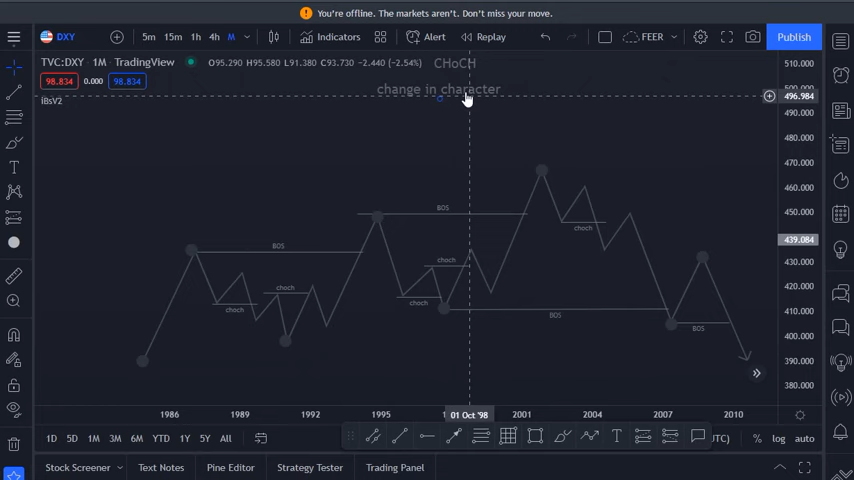 You're offline. The markets aren't. Don't miss your move.
DXY 5m 15m 1h 4h M Indicators Alert Replay FEER Publish
TVC:DXY · 1M · TradingView O95.290 H95.580 L91.380 C93.730 −2.440 (−2.54%)
CHoCH
98.834 0.000 98.834
change in character
iBsV2
510.000
496.984
490.000
480.000
470.000
460.000
450.000
439.084
430.000
420.000
410.000
400.000
390.000
380.000
BOS
BOS
choch
BOS
choch
choch
choch
choch
BOS
BOS
1986 1989 1992 1995 01 Oct '98 2001 2004 2007 2010
1D 5D 1M 3M 6M YTD 1Y 5Y All % log auto
Stock Screener Text Notes Pine Editor Strategy Tester Trading Panel